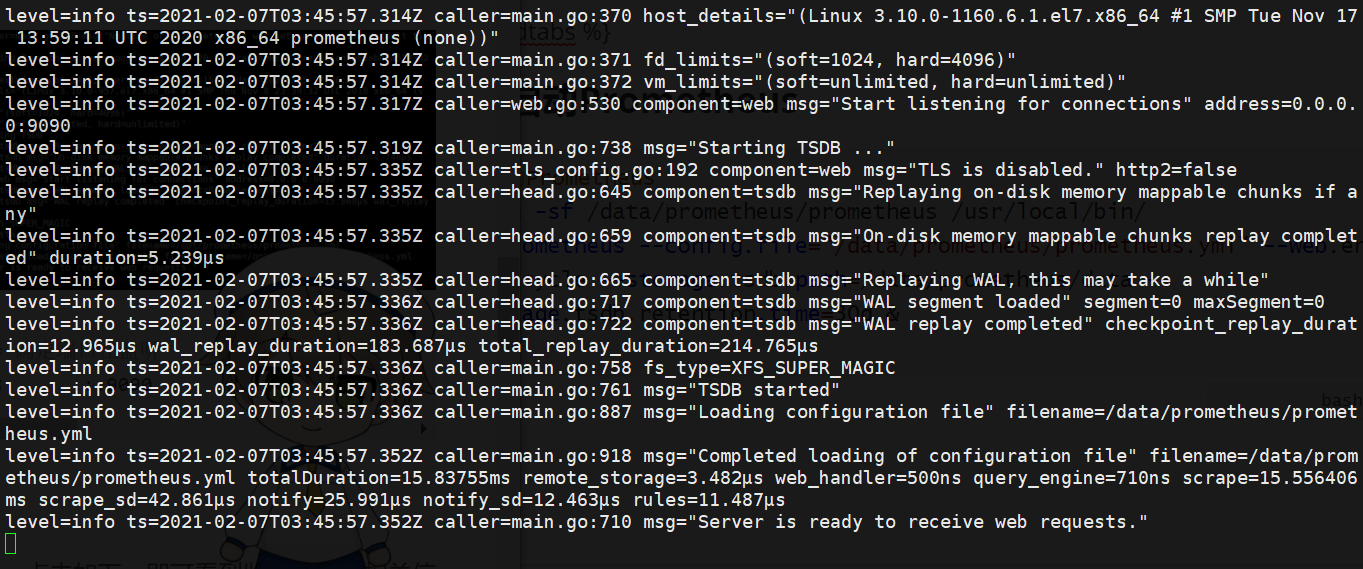 level=info ts=2021-02-07T03:45:57.314Z caller=main.go:370 host_details="(Linux 3.10.0-1160.6.1.el7.x86_64 #1 SMP Tue Nov 17
 13:59:11 UTC 2020 x86_64 prometheus (none))"
level=info ts=2021-02-07T03:45:57.314Z caller=main.go:371 fd_limits="(soft=1024, hard=4096)"
level=info ts=2021-02-07T03:45:57.314Z caller=main.go:372 vm_limits="(soft=unlimited, hard=unlimited)"
level=info ts=2021-02-07T03:45:57.317Z caller=web.go:530 component=web msg="Start listening for connections" address=0.0.0.
0:9090
level=info ts=2021-02-07T03:45:57.319Z caller=main.go:738 msg="Starting TSDB ..."
level=info ts=2021-02-07T03:45:57.335Z caller=tls_config.go:192 component=web msg="TLS is disabled." http2=false
level=info ts=2021-02-07T03:45:57.335Z caller=head.go:645 component=tsdb msg="Replaying on-disk memory mappable chunks if a
ny"
level=info ts=2021-02-07T03:45:57.335Z caller=head.go:659 component=tsdb msg="On-disk memory mappable chunks replay complet
ed" duration=5.239µs
level=info ts=2021-02-07T03:45:57.335Z caller=head.go:665 component=tsdb msg="Replaying WAL, this may take a while"
level=info ts=2021-02-07T03:45:57.336Z caller=head.go:717 component=tsdb msg="WAL segment loaded" segment=0 maxSegment=0
level=info ts=2021-02-07T03:45:57.336Z caller=head.go:722 component=tsdb msg="WAL replay completed" checkpoint_replay_durat
ion=12.965µs wal_replay_duration=183.687µs total_replay_duration=214.765µs
level=info ts=2021-02-07T03:45:57.336Z caller=main.go:758 fs_type=XFS_SUPER_MAGIC
level=info ts=2021-02-07T03:45:57.336Z caller=main.go:761 msg="TSDB started"
level=info ts=2021-02-07T03:45:57.336Z caller=main.go:887 msg="Loading configuration file" filename=/data/prometheus/promet
heus.yml
level=info ts=2021-02-07T03:45:57.352Z caller=main.go:918 msg="Completed loading of configuration file" filename=/data/prom
etheus/prometheus.yml totalDuration=15.83755ms remote_storage=3.482µs web_handler=500ns query_engine=710ns scrape=15.556406
ms scrape_sd=42.861µs notify=25.991µs notify_sd=12.463µs rules=11.487µs
level=info ts=2021-02-07T03:45:57.352Z caller=main.go:710 msg="Server is ready to receive web requests."
-sf /data/prometheus/prometheus /usr/local/bin/
bash